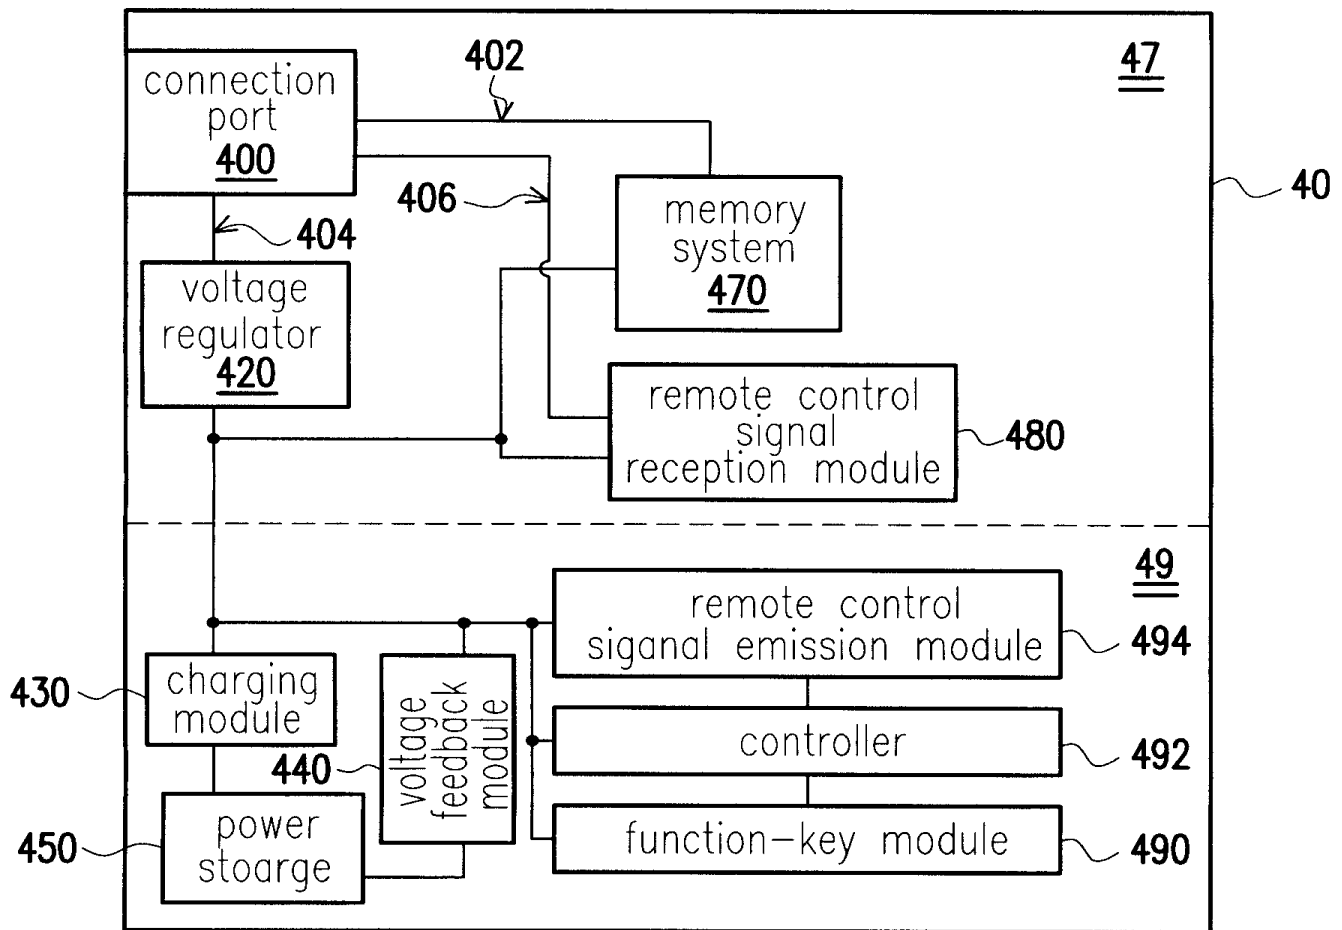 connection
port
400
402
47
406
404
40
memory
system
470
voltage
regulator
420
remote control
signal
reception module
480
49
remote control
siganal emission module
494
430
charging
module
440
voltage
feedback
module
controller
492
450
power
stoarge
function-key module
490